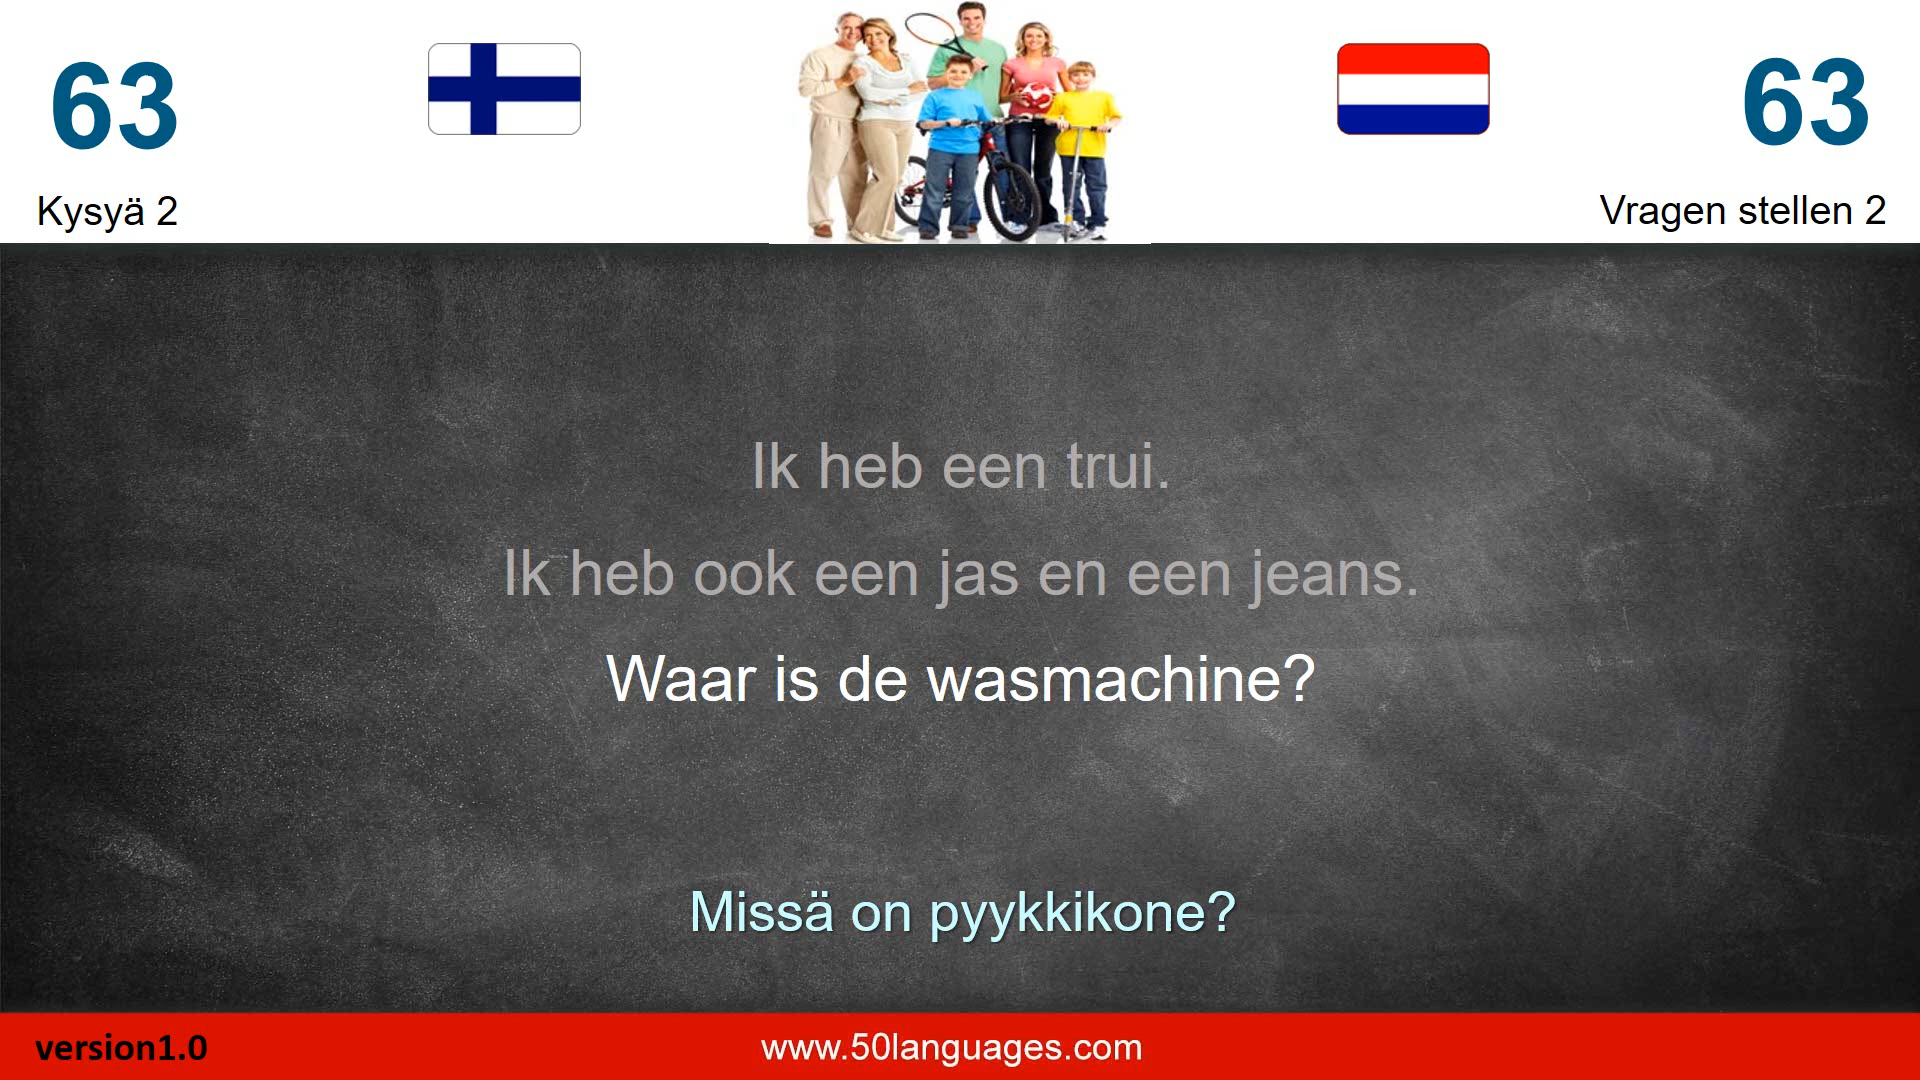 63
63
Kysyä 2
Vragen stellen 2
Ik heb een trui.
Ik heb ook een jas en een jeans.
Waar is de wasmachine?
Missä on pyykkikone?
version1.0
www.50languages.com